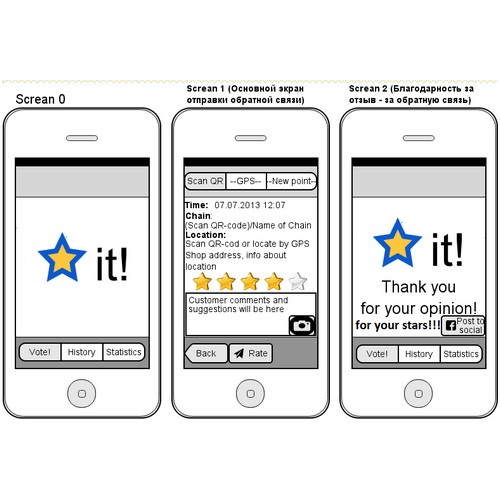 Screan 0
it!
Vote! History Statistics
Screan 1 (Основной экран
отправки обратной связи)
Scan QR --GPS-- --New point--
Time: 07.07.2013 12:07
Chain:
(Scan QR-code)/Name of Chain
Location:
Scan QR-cod or locate by GPS
Shop address, info about
location
Customer comments and
suggestions will be here
Back Rate
Screan 2 (Благодарность за
отзыв - за обратную связь)
it!
Thank you
for your opinion!
for your stars!!!
Post to
social
Vote! History Statistics